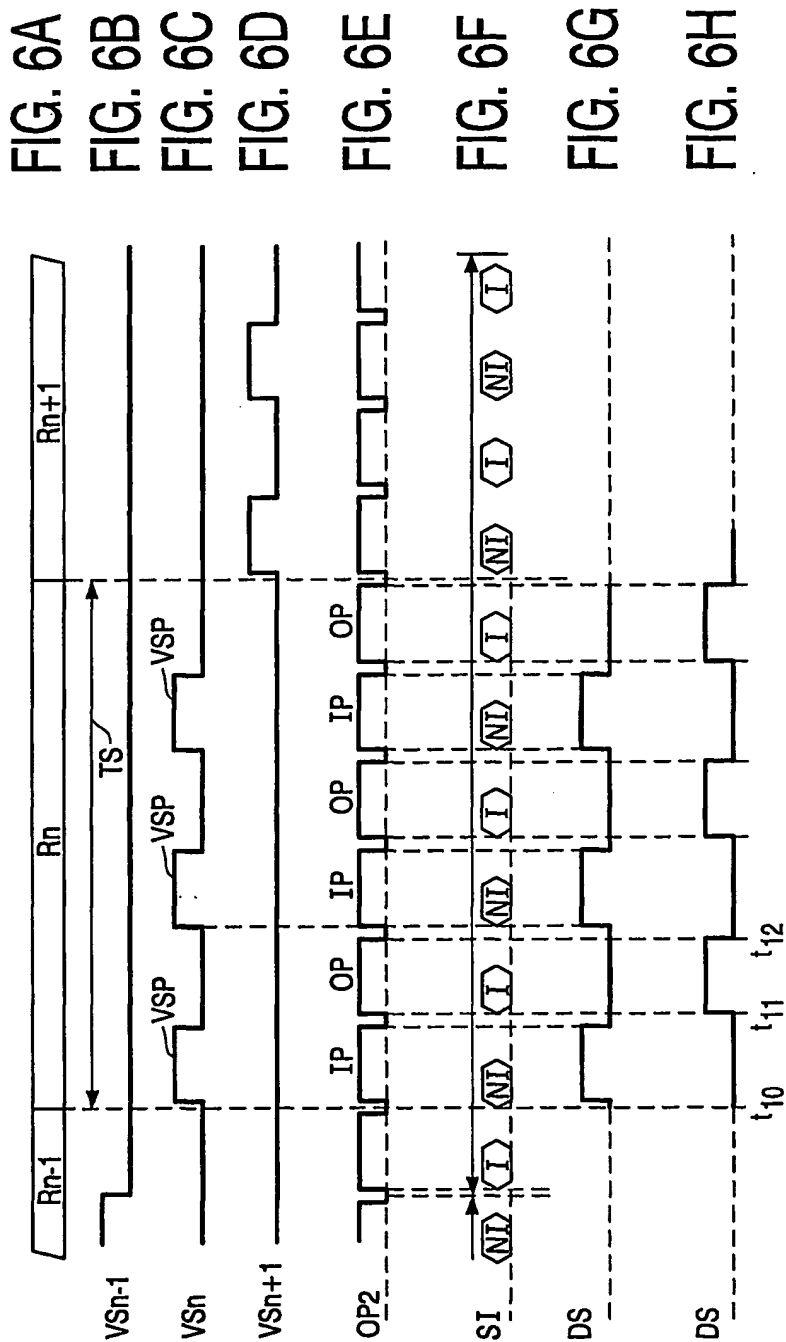 FIG. 6A
Rn-1 Rn Rn+1
FIG. 6B
VSn-1
TS
FIG. 6C
VSn
VSP VSP VSP
FIG. 6D
VSn+1
FIG. 6E
OP2
IP OP IP OP IP OP
FIG. 6F
SI
NI I NI I NI I NI I NI I NI I
FIG. 6G
DS
FIG. 6H
DS
t10 t11 t12